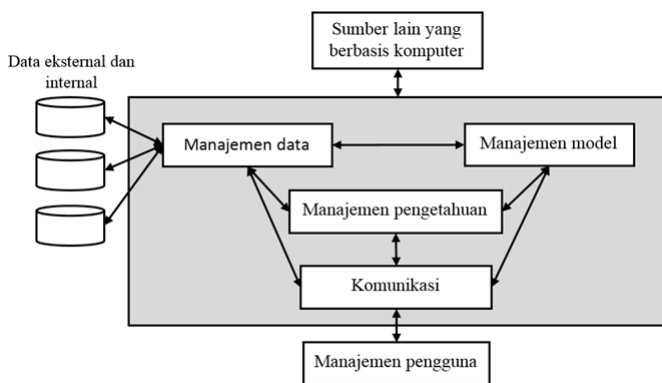 Sumber lain yang
berbasis komputer
Data eksternal dan
internal
Manajemen data
Manajemen model
Manajemen pengetahuan
Komunikasi
Manajemen pengguna